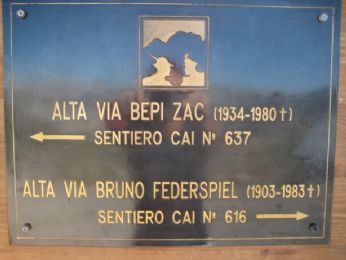 ALTA VIA BEPI ZAC (1934-1980†)
SENTIERO CAI Nº 637
ALTA VIA BRUNO FEDERSPIEL (1903-1983†)
SENTIERO CAI Nº 616